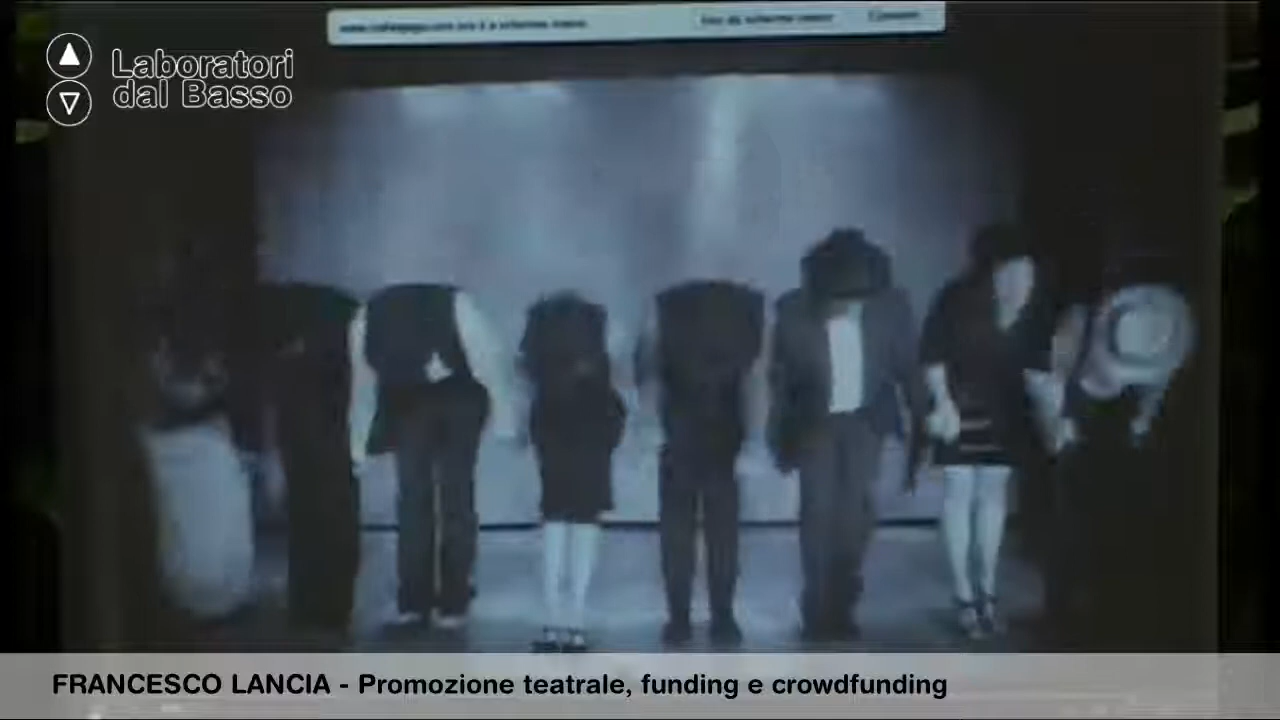 Laboratori
dal Basso
FRANCESCO LANCIA - Promozione teatrale, funding e crowdfunding